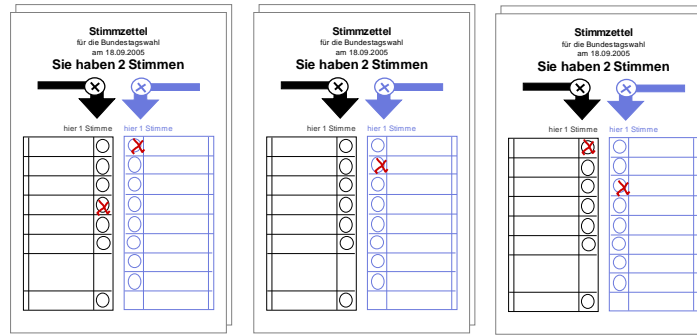 Stimmzettel
für die Bundestagswahl
am 18.09.2005
Sie haben 2 Stimmen
hier 1 Stimme
hier 1 Stimme
Stimmzettel
für die Bundestagswahl
am 18.09.2005
Sie haben 2 Stimmen
hier 1 Stimme
hier 1 Stimme
Stimmzettel
für die Bundestagswahl
am 18.09.2005
Sie haben 2 Stimmen
hier 1 Stimme
hier 1 Stimme